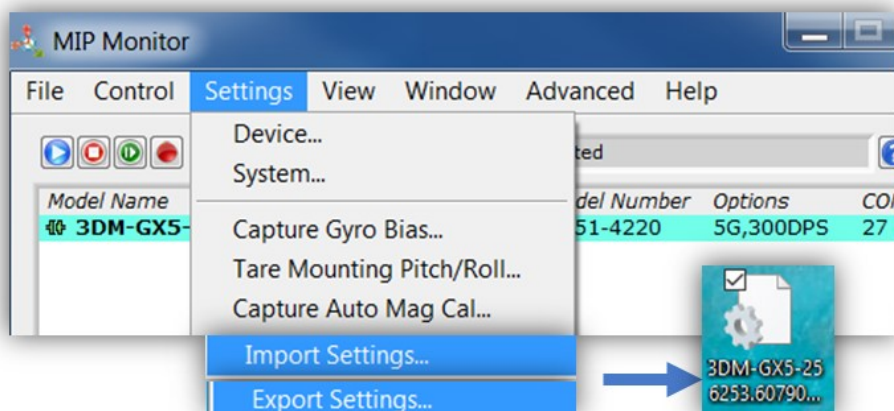 MIP Monitor
File Control Settings View Window Advanced Help
Device...
System...
ted
Model Name del Number Options CO
3DM-GX5- 51-4220 5G,300DPS 27
Capture Gyro Bias...
Tare Mounting Pitch/Roll...
Capture Auto Mag Cal...
Import Settings...
Export Settings...
3DM-GX5-25
6253.60790...